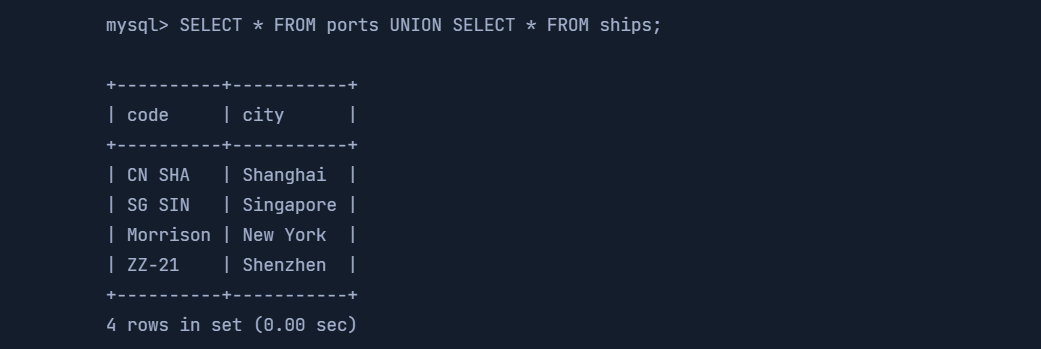 mysql> SELECT * FROM ports UNION SELECT * FROM ships;
+----------+-----------+
| code     | city      |
+----------+-----------+
| CN SHA   | Shanghai  |
| SG SIN   | Singapore |
| Morrison | New York  |
| ZZ-21    | Shenzhen  |
+----------+-----------+
4 rows in set (0.00 sec)